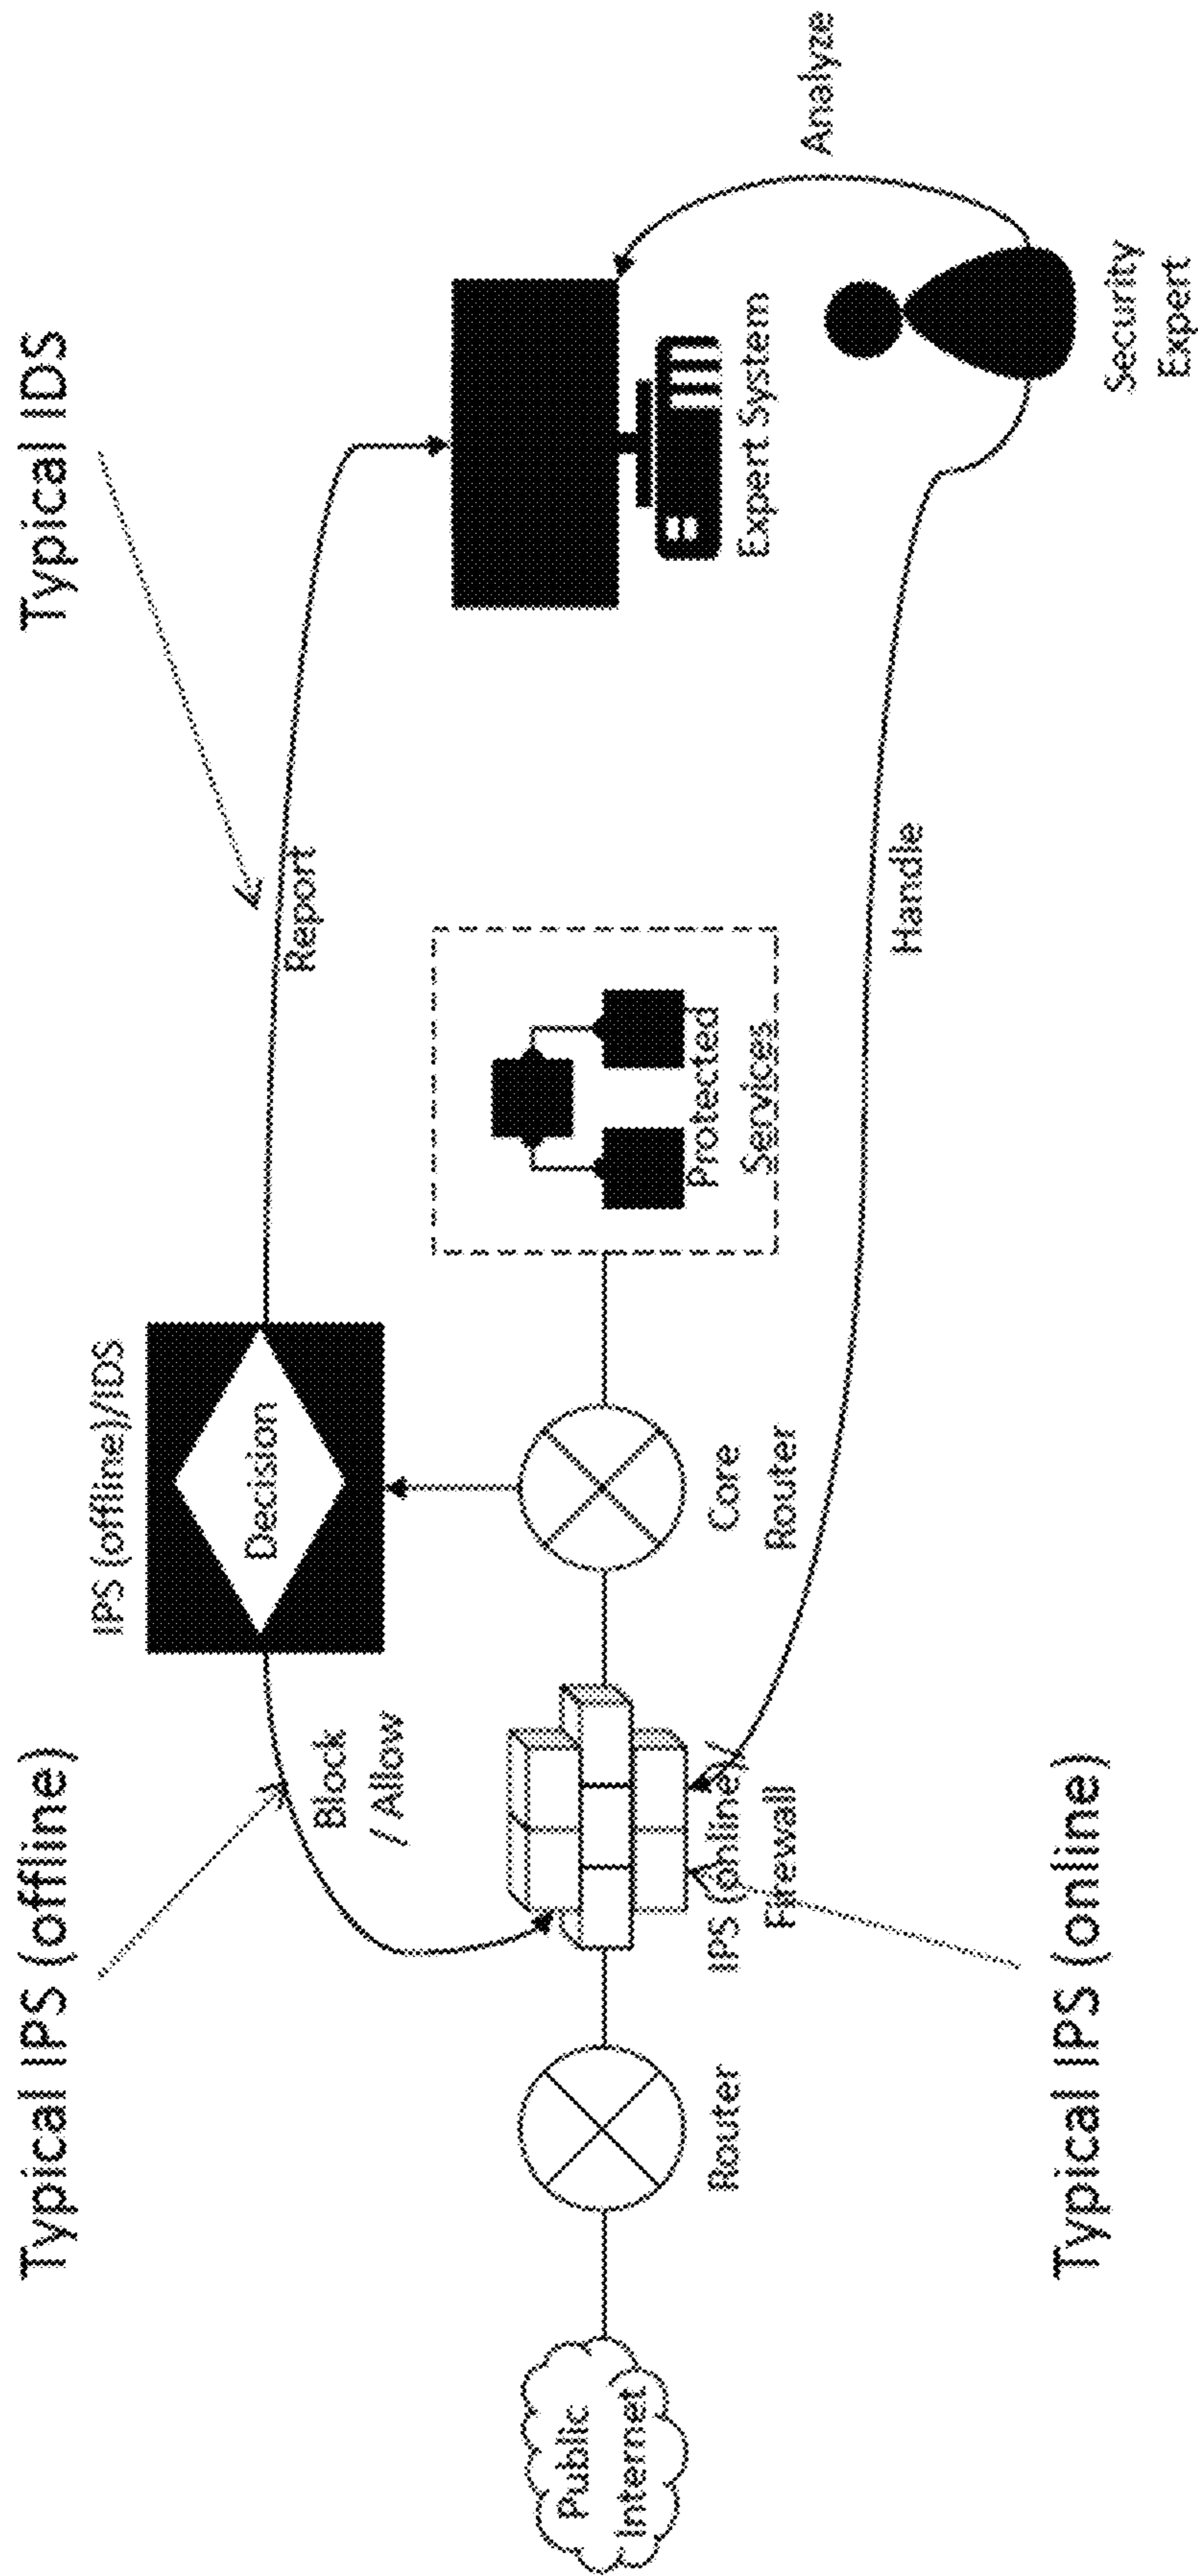 Typical IPS (offline)
Typical IDS
IPS (offline)/IDS
Decision
Block
/ Allow
Report
Public
Internet
Router
IPS (online)/
Firewall
Core
Router
Protected
Services
Expert System
Analyze
Handle
Security
Expert
Typical IPS (online)